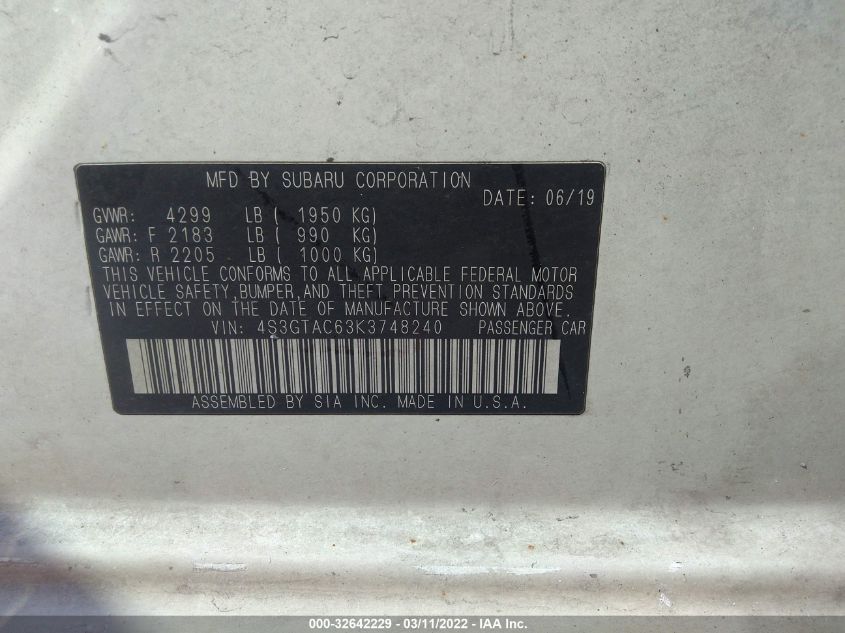 MFD BY SUBARU CORPORATION
DATE: 06/19
GVWR: 4299 LB ( 1950 KG)
GAWR: F 2183 LB ( 990 KG)
GAWR: R 2205 LB ( 1000 KG)
THIS VEHICLE CONFORMS TO ALL APPLICABLE FEDERAL MOTOR
VEHICLE SAFETY,BUMPER,AND THEFT PREVENTION STANDARDS
IN EFFECT ON THE DATE OF MANUFACTURE SHOWN ABOVE.
VIN: 4S3GTAC63K3748240 PASSENGER CAR
ASSEMBLED BY SIA INC. MADE IN U.S.A.
000-32642229 - 03/11/2022 - IAA Inc.